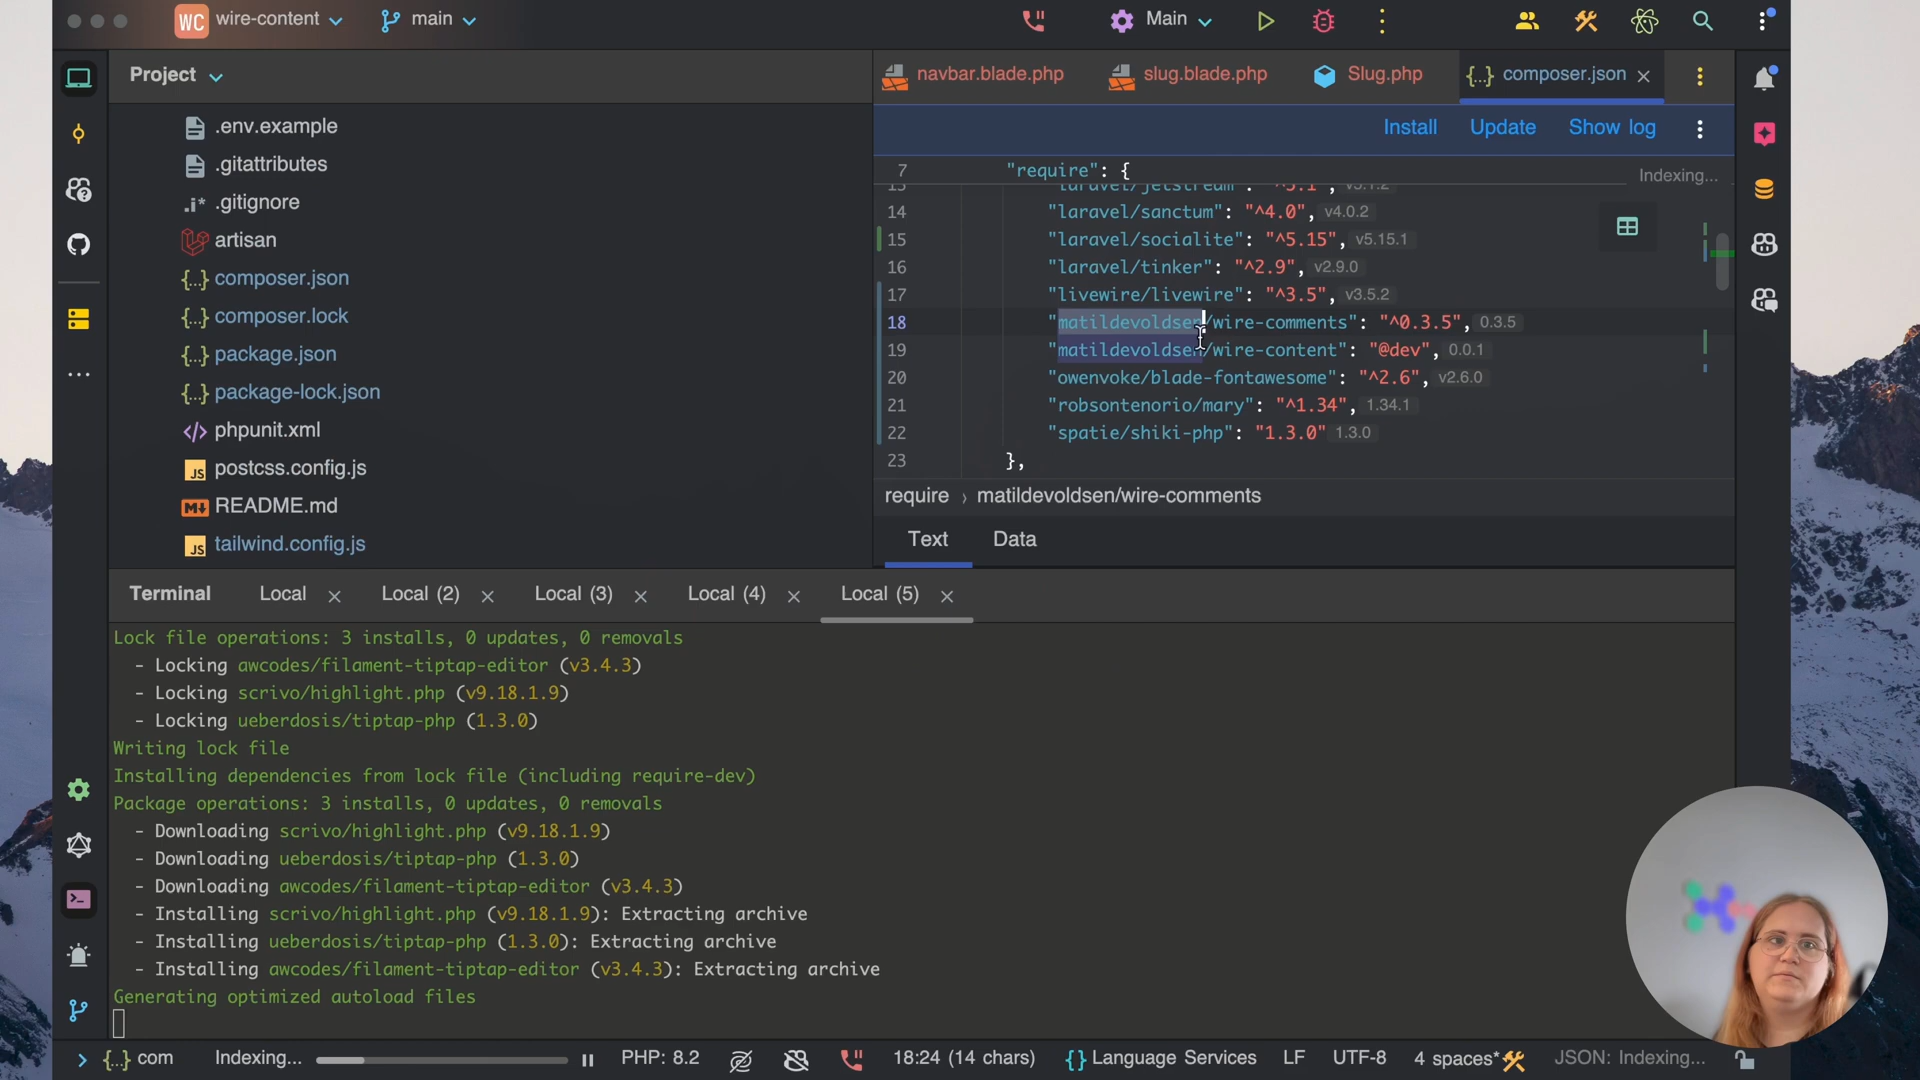 WC wire-content main Main
Project
navbar.blade.php slug.blade.php Slug.php {..} composer.json
Install Update Show log
.env.example
.gitattributes
.i* .gitignore
artisan
{..} composer.json
{..} composer.lock
{..} package.json
{..} package-lock.json
</> phpunit.xml
JS postcss.config.js
M↓ README.md
JS tailwind.config.js
7 "require": {
Indexing...
13 "laravel/jetstream": "^5.1", v5.1.2
14 "laravel/sanctum": "^4.0", v4.0.2
15 "laravel/socialite": "^5.15", v5.15.1
16 "laravel/tinker": "^2.9", v2.9.0
17 "livewire/livewire": "^3.5", v3.5.2
18 "matildevoldsen/wire-comments": "^0.3.5", 0.3.5
19 "matildevoldsen/wire-content": "@dev", 0.0.1
20 "owenvoke/blade-fontawesome": "^2.6", v2.6.0
21 "robsontenorio/mary": "^1.34", 1.34.1
22 "spatie/shiki-php": "1.3.0" 1.3.0
23 },
require › matildevoldsen/wire-comments
Text Data
Terminal Local Local (2) Local (3) Local (4) Local (5)
Lock file operations: 3 installs, 0 updates, 0 removals
- Locking awcodes/filament-tiptap-editor (v3.4.3)
- Locking scrivo/highlight.php (v9.18.1.9)
- Locking ueberdosis/tiptap-php (1.3.0)
Writing lock file
Installing dependencies from lock file (including require-dev)
Package operations: 3 installs, 0 updates, 0 removals
- Downloading scrivo/highlight.php (v9.18.1.9)
- Downloading ueberdosis/tiptap-php (1.3.0)
- Downloading awcodes/filament-tiptap-editor (v3.4.3)
- Installing scrivo/highlight.php (v9.18.1.9): Extracting archive
- Installing ueberdosis/tiptap-php (1.3.0): Extracting archive
- Installing awcodes/filament-tiptap-editor (v3.4.3): Extracting archive
Generating optimized autoload files
{..} com Indexing... PHP: 8.2 18:24 (14 chars) {} Language Services LF UTF-8 4 spaces* JSON: Indexing...